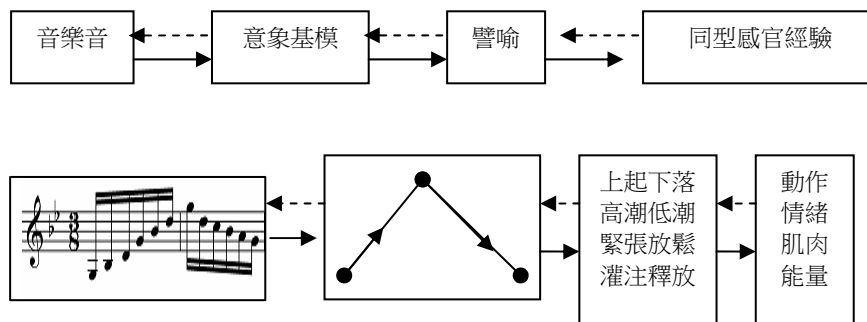 音樂音
意象基模
譬喻
同型感官經驗
3
8
上起下落
高潮低潮
緊張放鬆
灌注釋放
動作
情緒
肌肉
能量